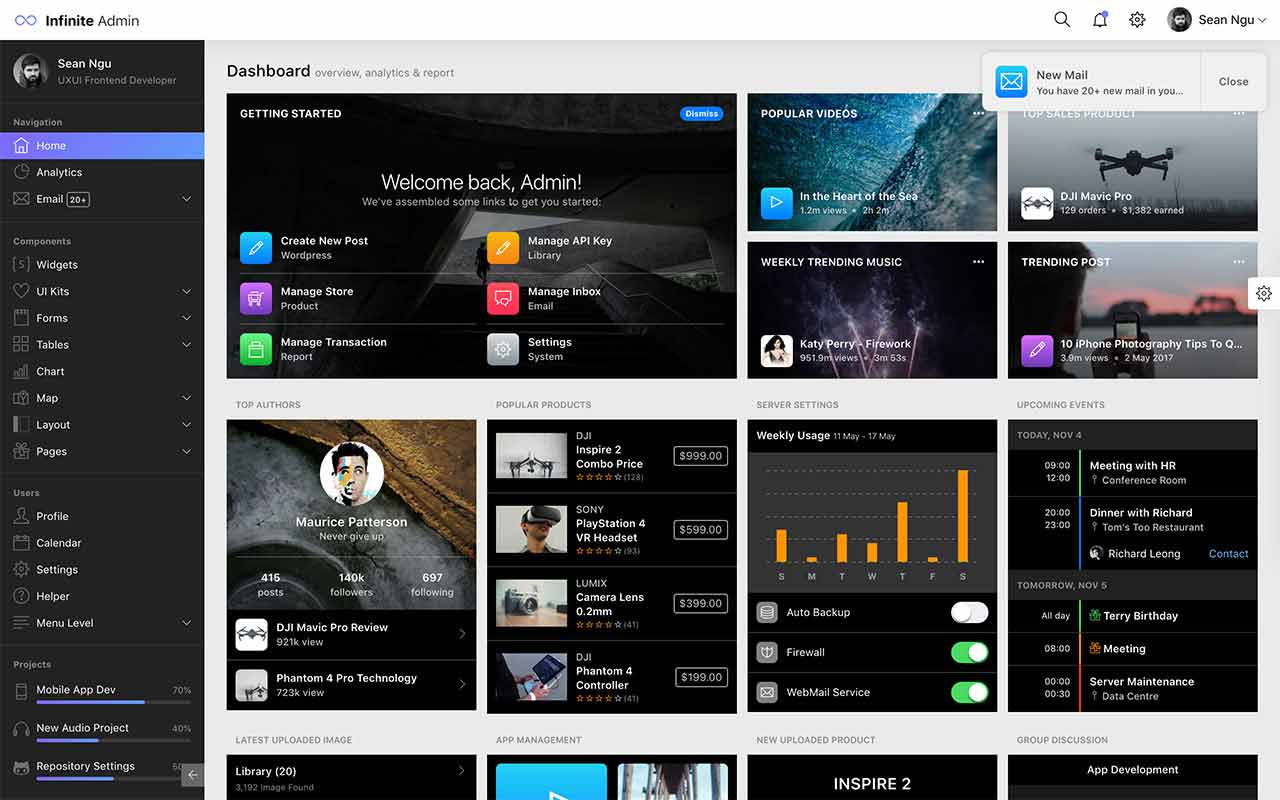 Infinite Admin
Sean Ngu
Sean Ngu
UXUI Frontend Developer
Navigation
Home
Analytics
Email 20+
Components
Widgets
UI Kits
Forms
Tables
Chart
Map
Layout
Pages
Users
Profile
Calendar
Settings
Helper
Menu Level
Projects
Mobile App Dev 70%
New Audio Project 40%
Repository Settings
Dashboard overview, analytics & report
New Mail
You have 20+ new mail in you...
Close
GETTING STARTED
Dismiss
Welcome back, Admin!
We've assembled some links to get you started:
Create New Post
Wordpress
Manage API Key
Library
Manage Store
Product
Manage Inbox
Email
Manage Transaction
Report
Settings
System
POPULAR VIDEOS
In the Heart of the Sea
1.2m views • 2h 2m
TOP SALES PRODUCT
DJI Mavic Pro
129 orders • $1,382 earned
WEEKLY TRENDING MUSIC
Katy Perry - Firework
951.9m views • 3m 53s
TRENDING POST
10 iPhone Photography Tips To Q...
3.9m views • 2 May 2017
TOP AUTHORS
Maurice Patterson
Never give up
415 140k 697
posts followers following
DJI Mavic Pro Review
921k view
Phantom 4 Pro Technology
723k view
POPULAR PRODUCTS
DJI
Inspire 2
Combo Price
(128)
$999.00
SONY
PlayStation 4
VR Headset
(93)
$599.00
LUMIX
Camera Lens
0.2mm
(41)
$399.00
DJI
Phantom 4
Controller
(41)
$199.00
SERVER SETTINGS
Weekly Usage 11 May - 17 May
S M T W T F S
Auto Backup
Firewall
WebMail Service
UPCOMING EVENTS
TODAY, NOV 4
09:00
12:00
Meeting with HR
Conference Room
20:00
23:00
Dinner with Richard
Tom's Too Restaurant
Richard Leong Contact
TOMORROW, NOV 5
All day Terry Birthday
08:00 Meeting
00:00
00:30
Server Maintenance
Data Centre
LATEST UPLOADED IMAGE
Library (20)
3,192 Image Found
APP MANAGEMENT
NEW UPLOADED PRODUCT
INSPIRE 2
GROUP DISCUSSION
App Development